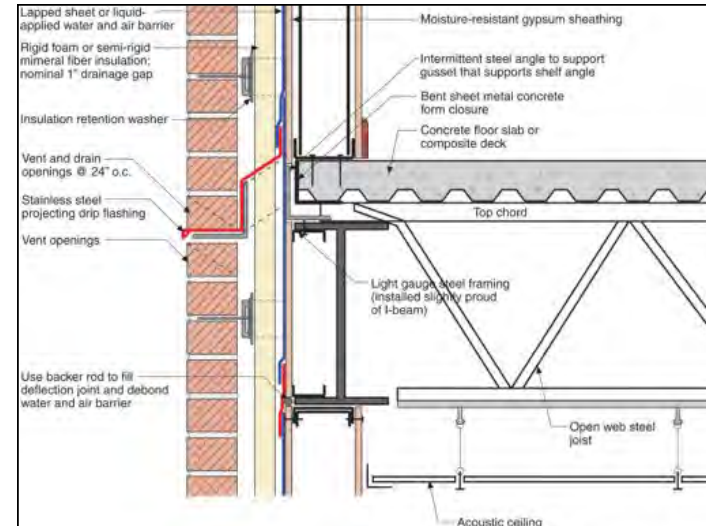 Lapped sheet or liquid-
applied water and air barrier
Rigid foam or semi-rigid
mimeral fiber insulation;
nominal 1" drainage gap
Insulation retention washer
Vent and drain
openings @ 24" o.c.
Stainless steel
projecting drip flashing
Vent openings
Use backer rod to fill
deflection joint and debond
water and air barrier
Moisture-resistant gypsum sheathing
Intermittent steel angle to support
gusset that supports shelf angle
Bent sheet metal concrete
form closure
Concrete floor slab or
composite deck
Top chord
Light gauge steel framing
(installed slightly proud
of I-beam)
Open web steel
joist
Acoustic ceiling